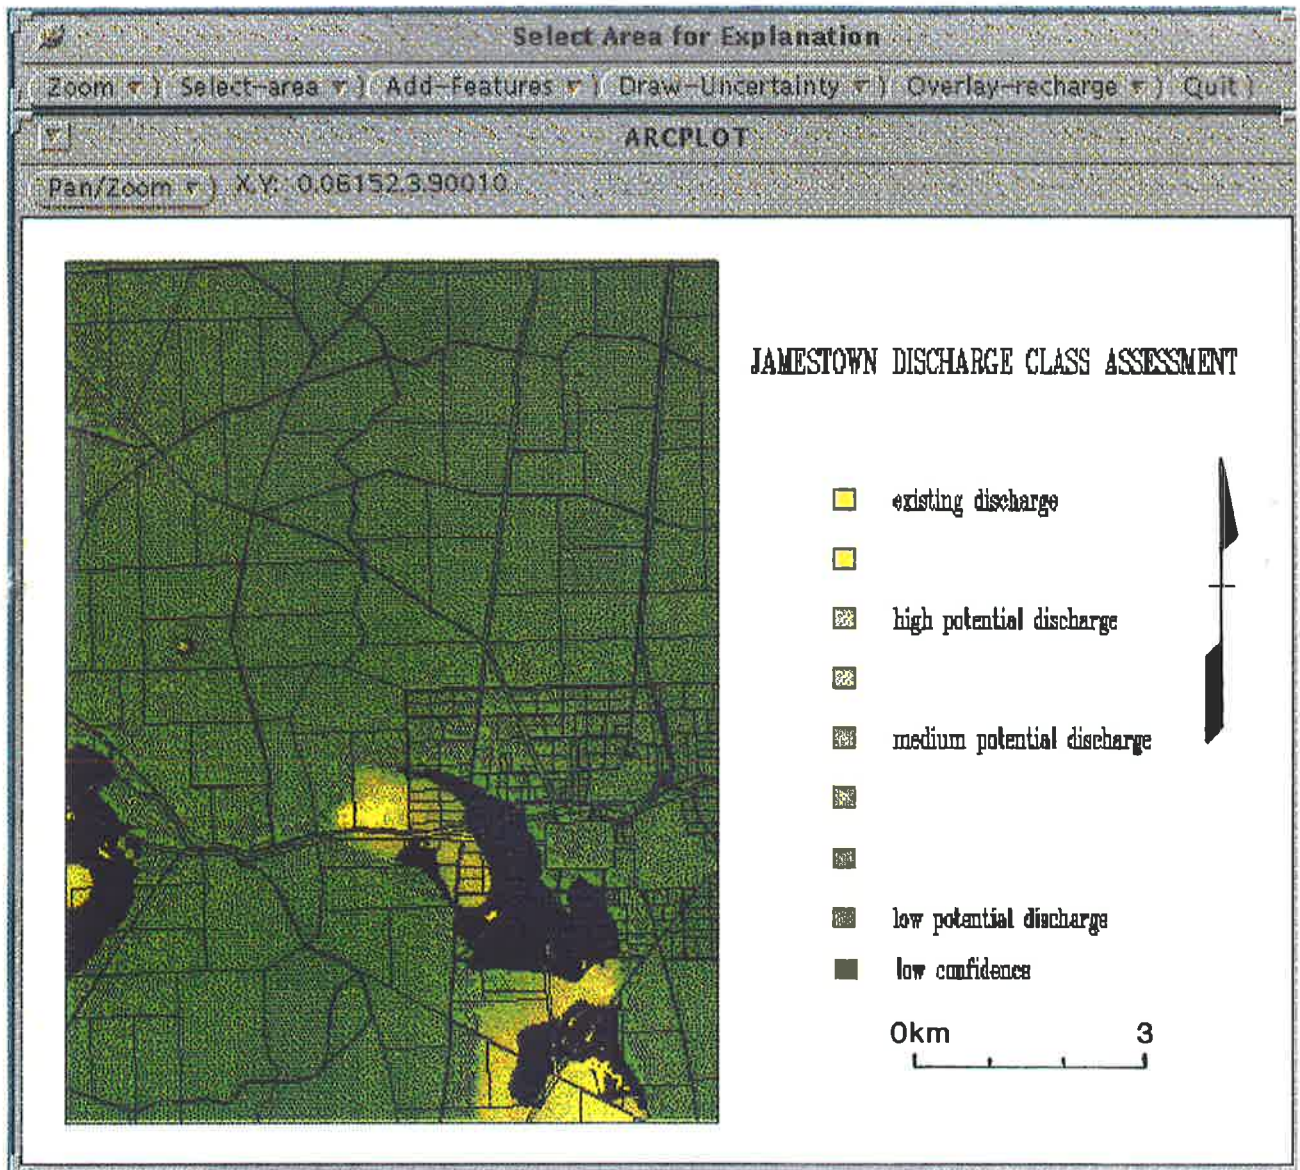 Select Area for Explanation
Zoom Select-area Add-Features Draw-Uncertainty Overlay-recharge Quit
ARCPLOT
Pan/Zoom X,Y: 0.06152,3.90010
JAMESTOWN DISCHARGE CLASS ASSESSMENT
existing discharge
high potential discharge
medium potential discharge
low potential discharge
low confidence
0km 3